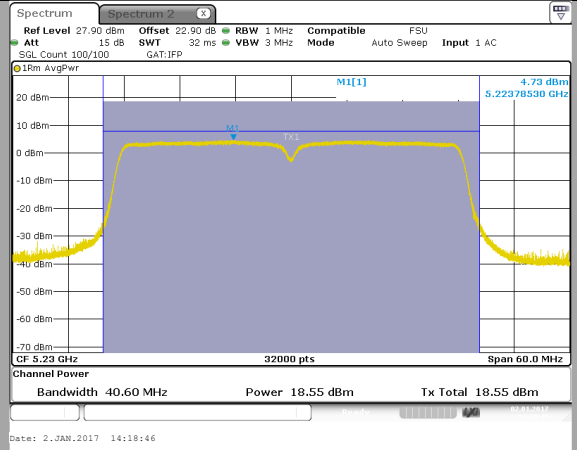 Spectrum
Spectrum 2 X
Ref Level 27.90 dBm Offset 22.90 dB RBW 1 MHz Compatible FSU
Att 15 dB SWT 32 ms VBW 3 MHz Mode Auto Sweep Input 1 AC
SGL Count 100/100 GAT:IFP
1Rm AvgPwr
M1[1] 4.73 dBm
5.22378530 GHz
20 dBm
10 dBm
M1
TX1
0 dBm
-10 dBm
-20 dBm
-30 dBm
-40 dBm
-50 dBm
-60 dBm
-70 dBm
CF 5.23 GHz 32000 pts Span 60.0 MHz
Channel Power
Bandwidth 40.60 MHz Power 18.55 dBm Tx Total 18.55 dBm
Ready 02.01.2017
Date: 2.JAN.2017 14:18:46